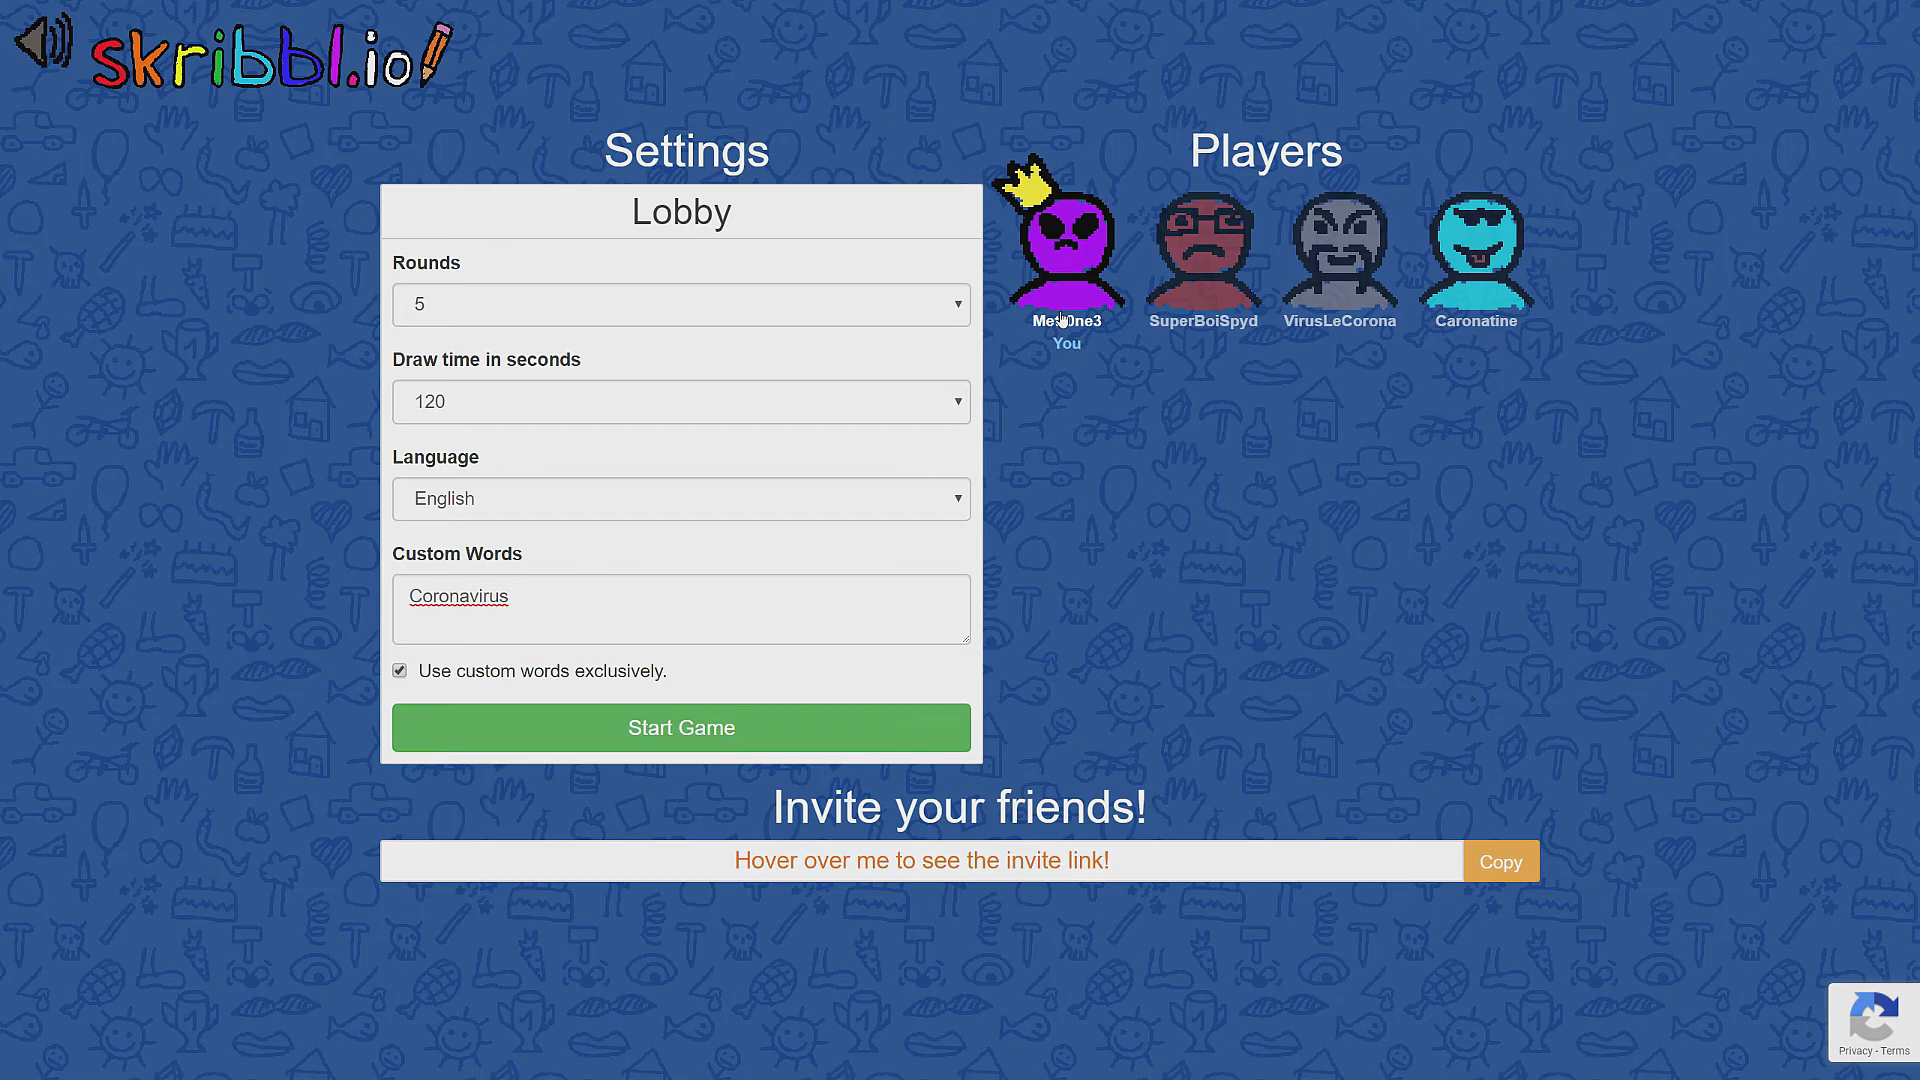 skribbl.io
Settings
Players
Lobby
Rounds
5
Draw time in seconds
120
Language
English
Custom Words
Coronavirus
Use custom words exclusively.
Start Game
SuperBoiSpyd
VirusLeCorona
Caronatine
You
Invite your friends!
Hover over me to see the invite link!
Copy
Privacy - Terms